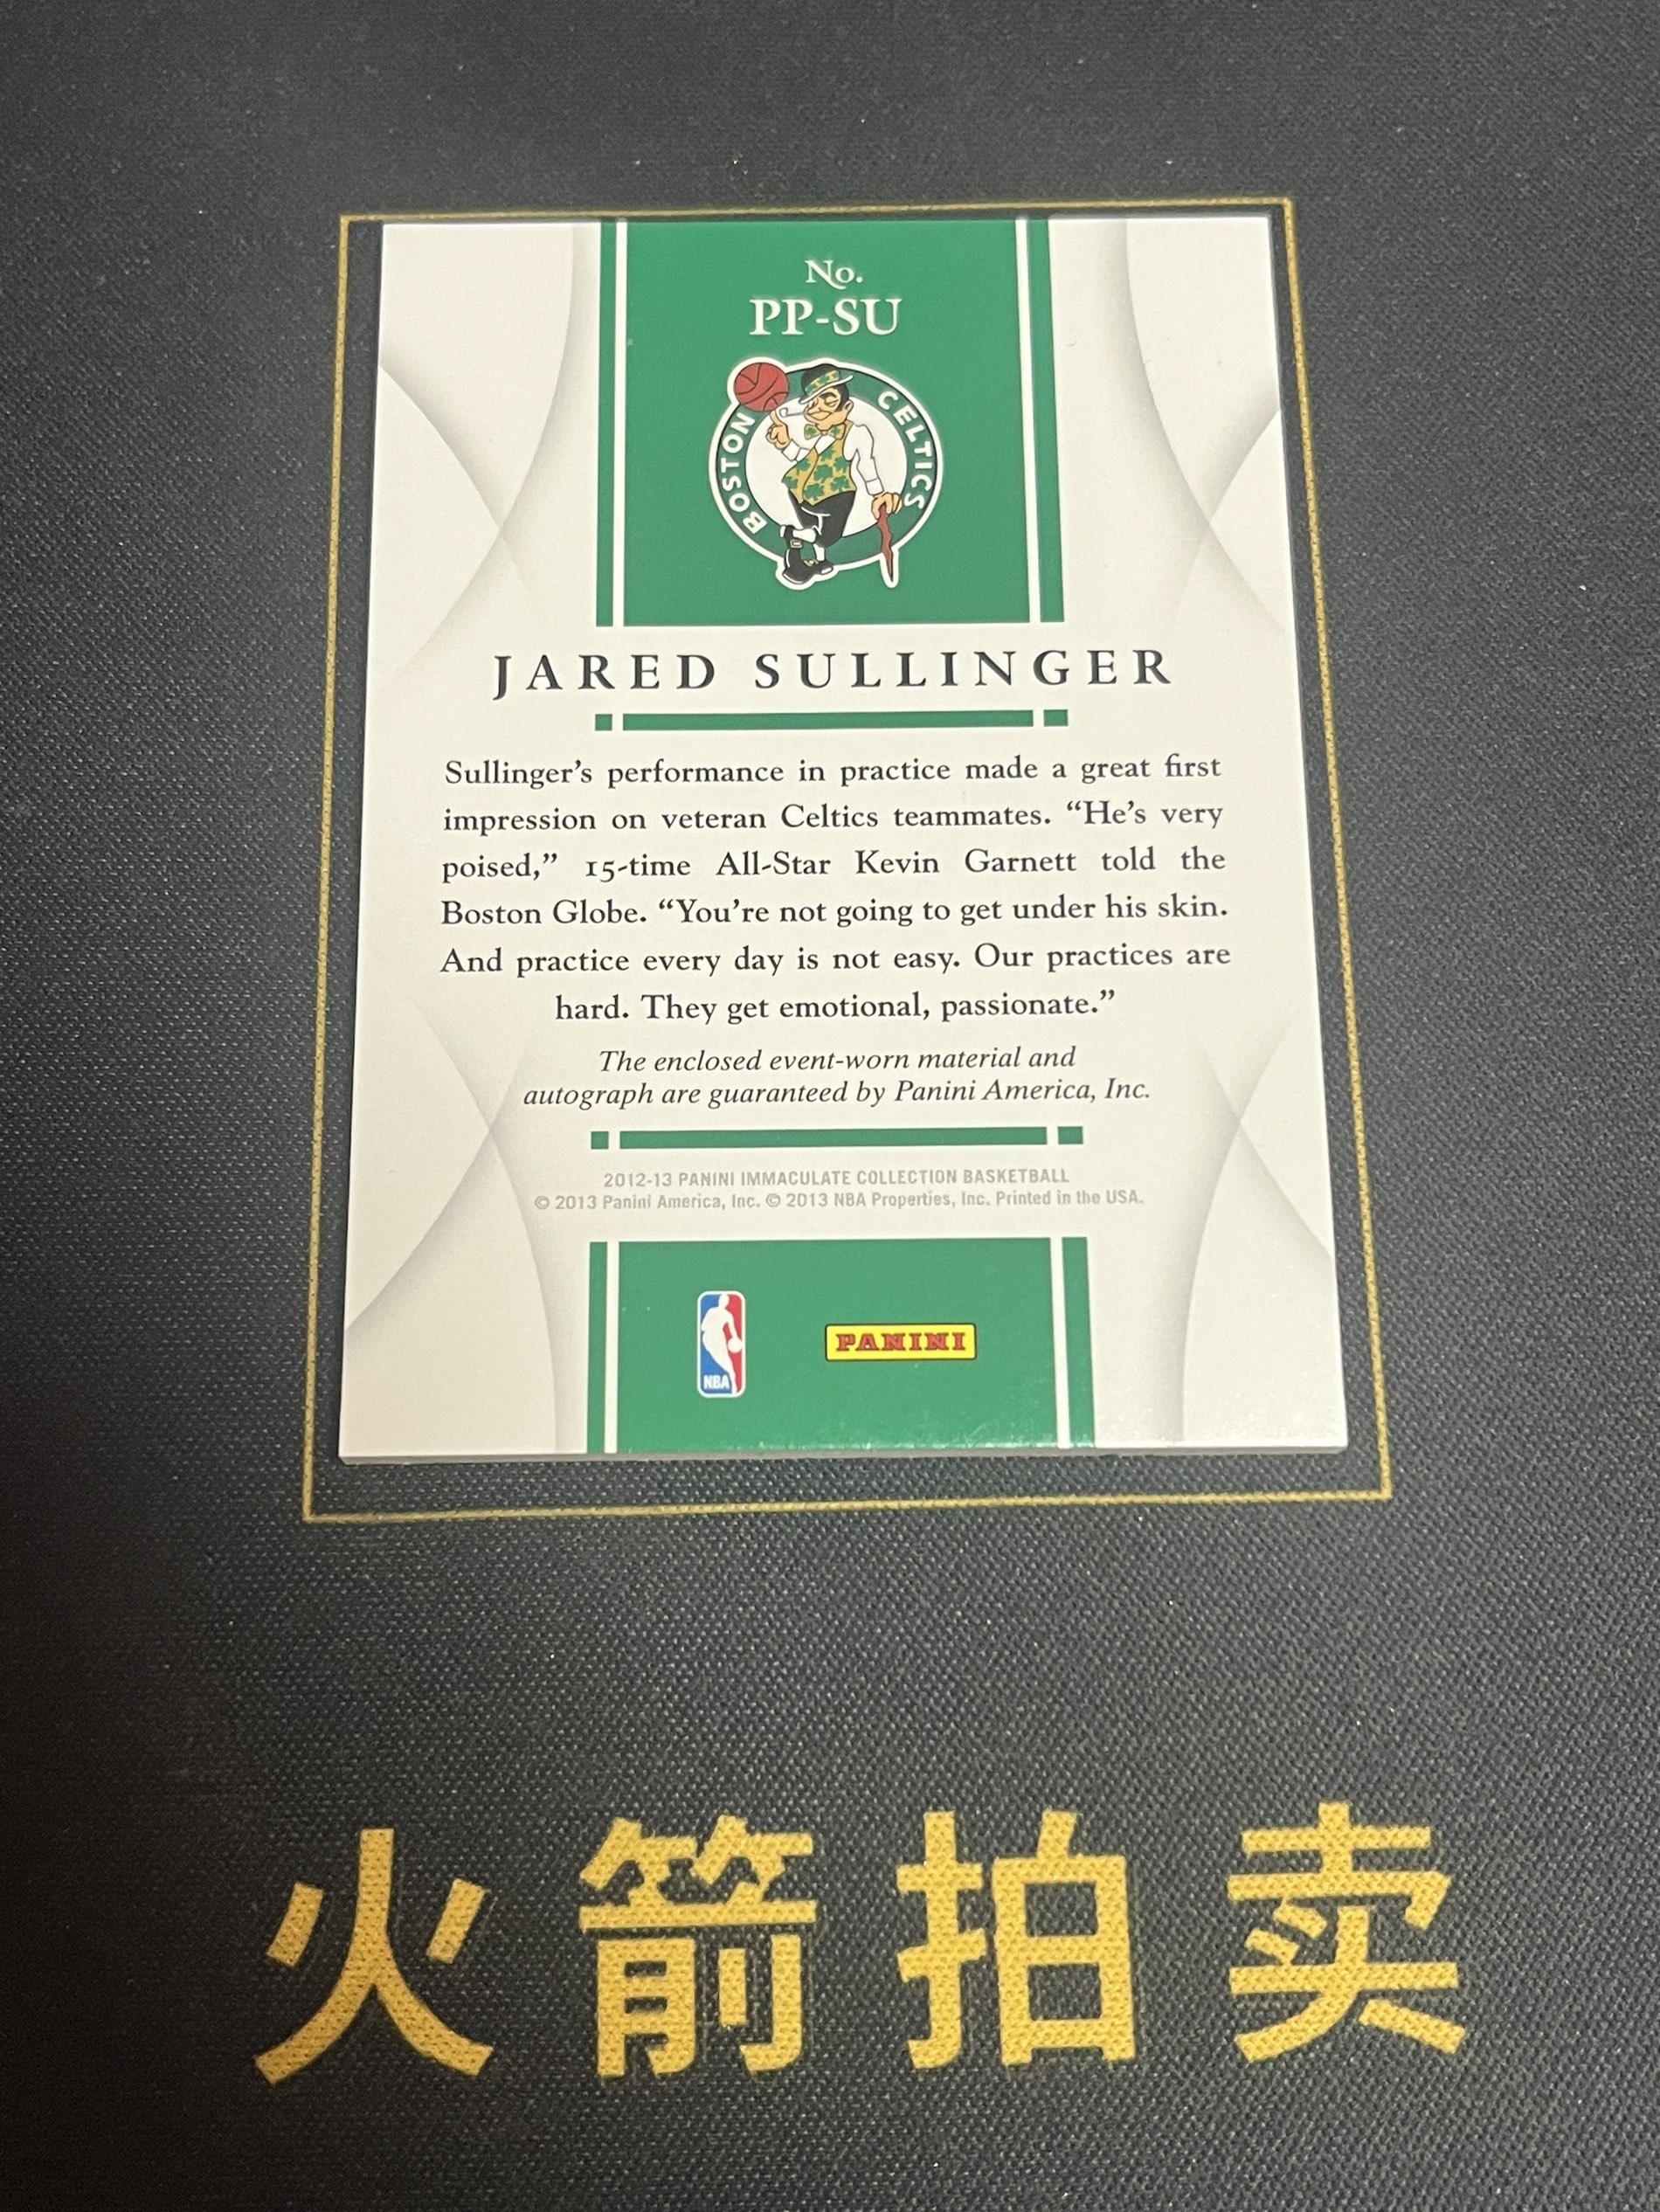 No.
PP-SU
BOSTON CELTICS
JARED SULLINGER
Sullinger’s performance in practice made a great first
impression on veteran Celtics teammates. “He’s very
poised,” 15-time All-Star Kevin Garnett told the
Boston Globe. “You’re not going to get under his skin.
And practice every day is not easy. Our practices are
hard. They get emotional, passionate.”
The enclosed event-worn material and
autograph are guaranteed by Panini America, Inc.
2012-13 PANINI IMMACULATE COLLECTION BASKETBALL
© 2013 Panini America, Inc. © 2013 NBA Properties, Inc. Printed in the USA.
NBA
PANINI
火箭拍卖